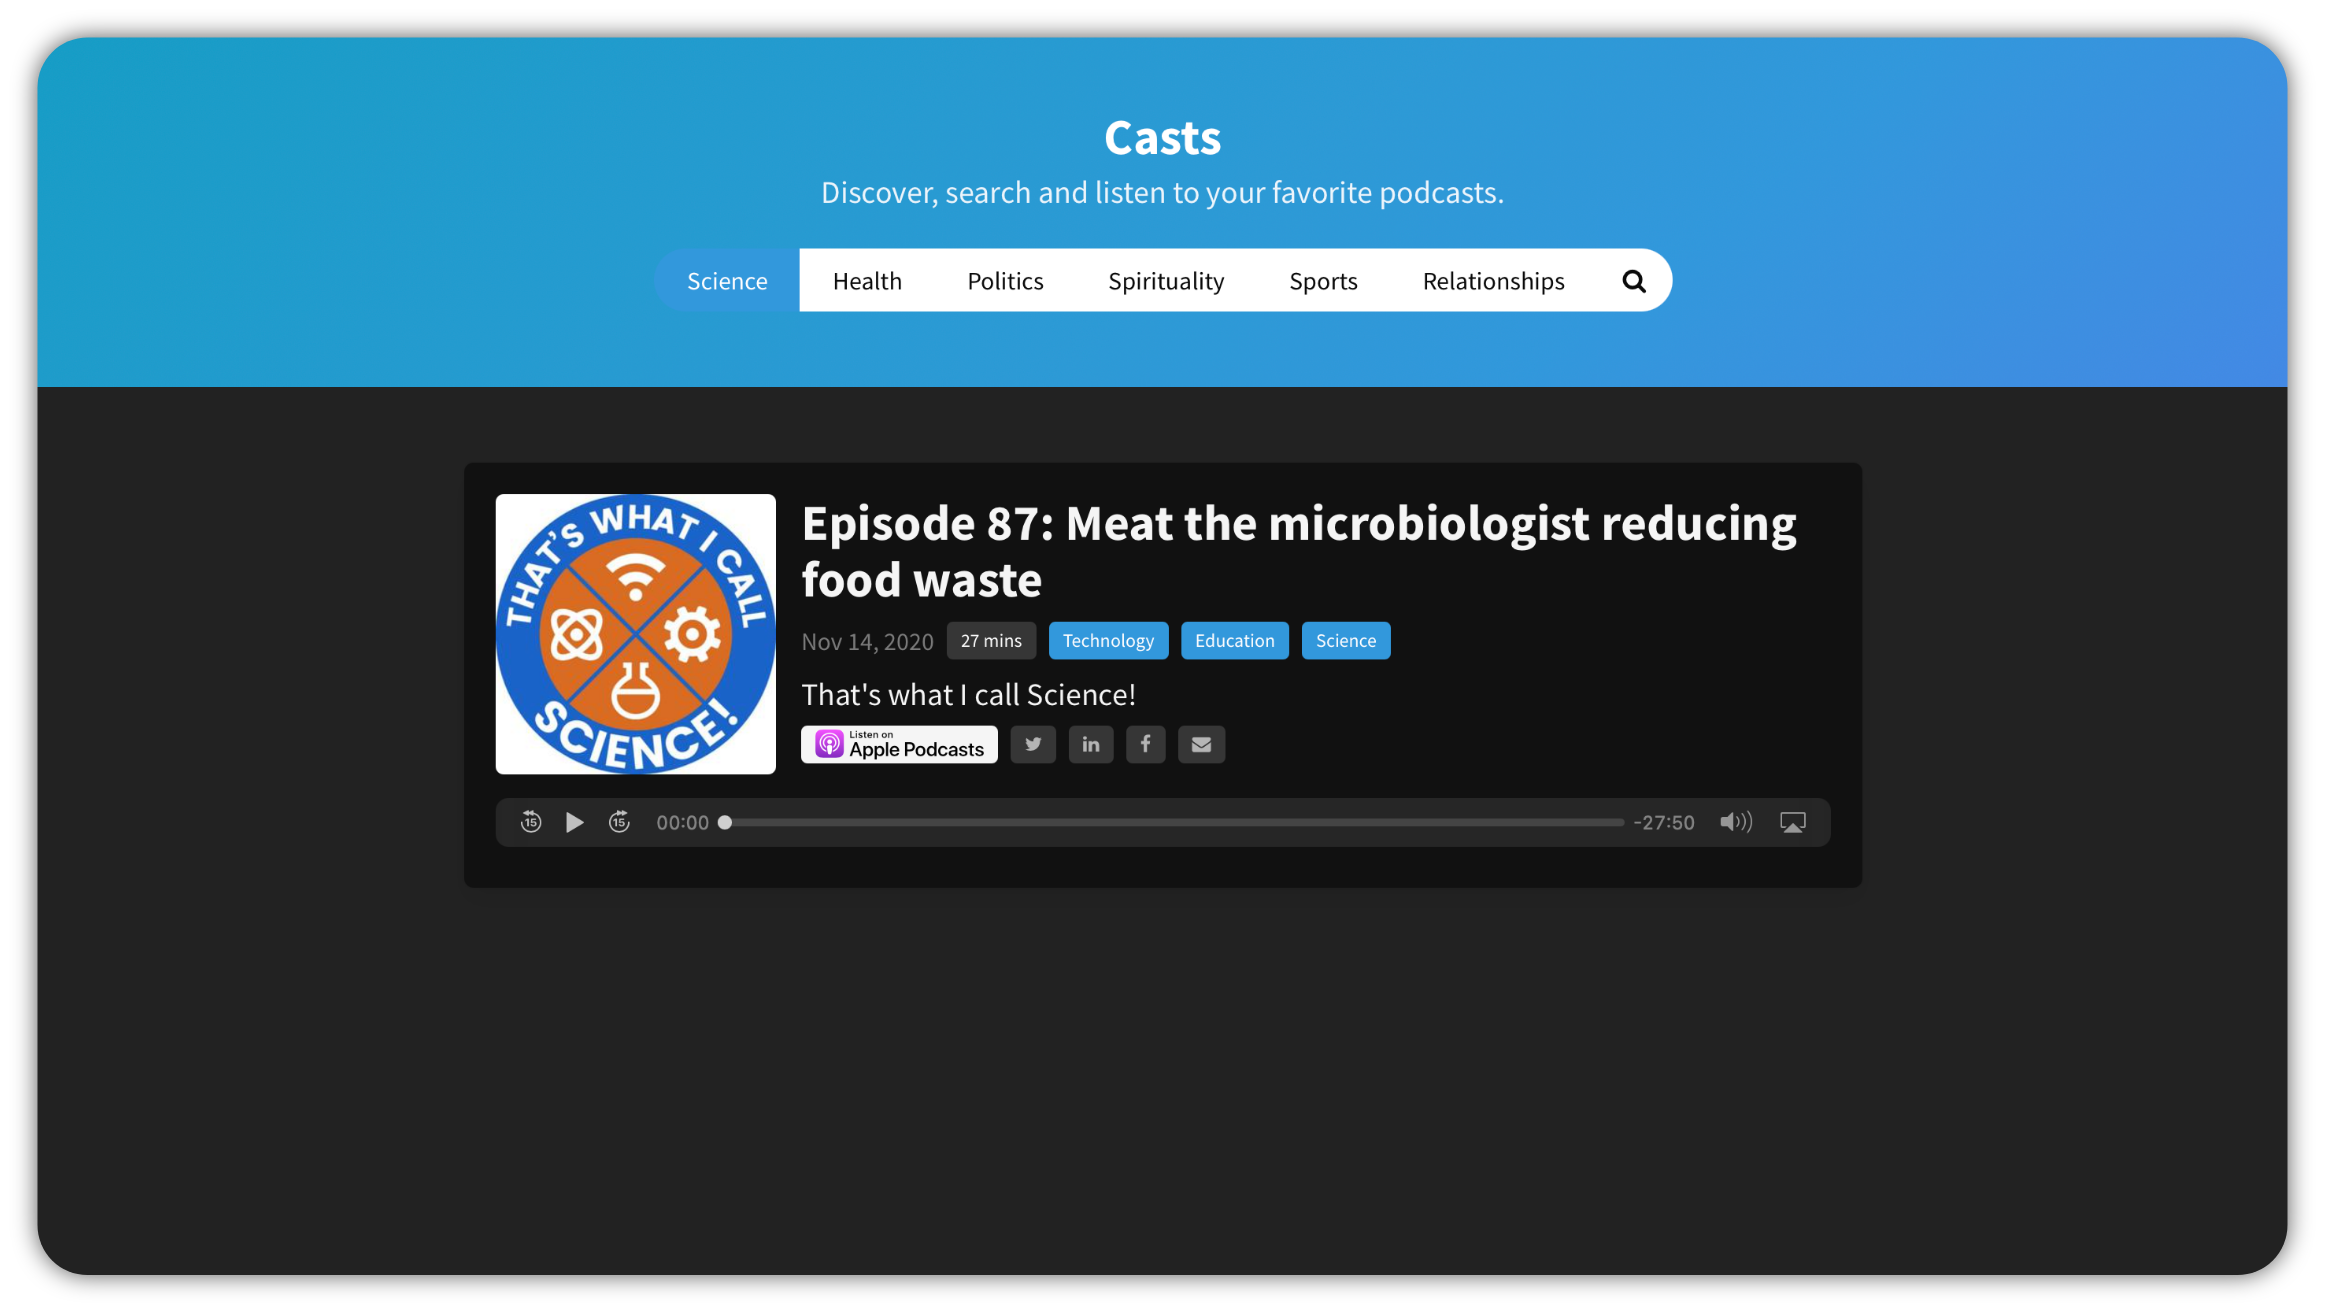 Casts
Discover, search and listen to your favorite podcasts.
Science Health Politics Spirituality Sports Relationships
THAT'S WHAT I CALL
SCIENCE!
Episode 87: Meat the microbiologist reducing
food waste
Nov 14, 2020 27 mins Technology Education Science
That's what I call Science!
Listen on
Apple Podcasts
in f
15 15 00:00 -27:50